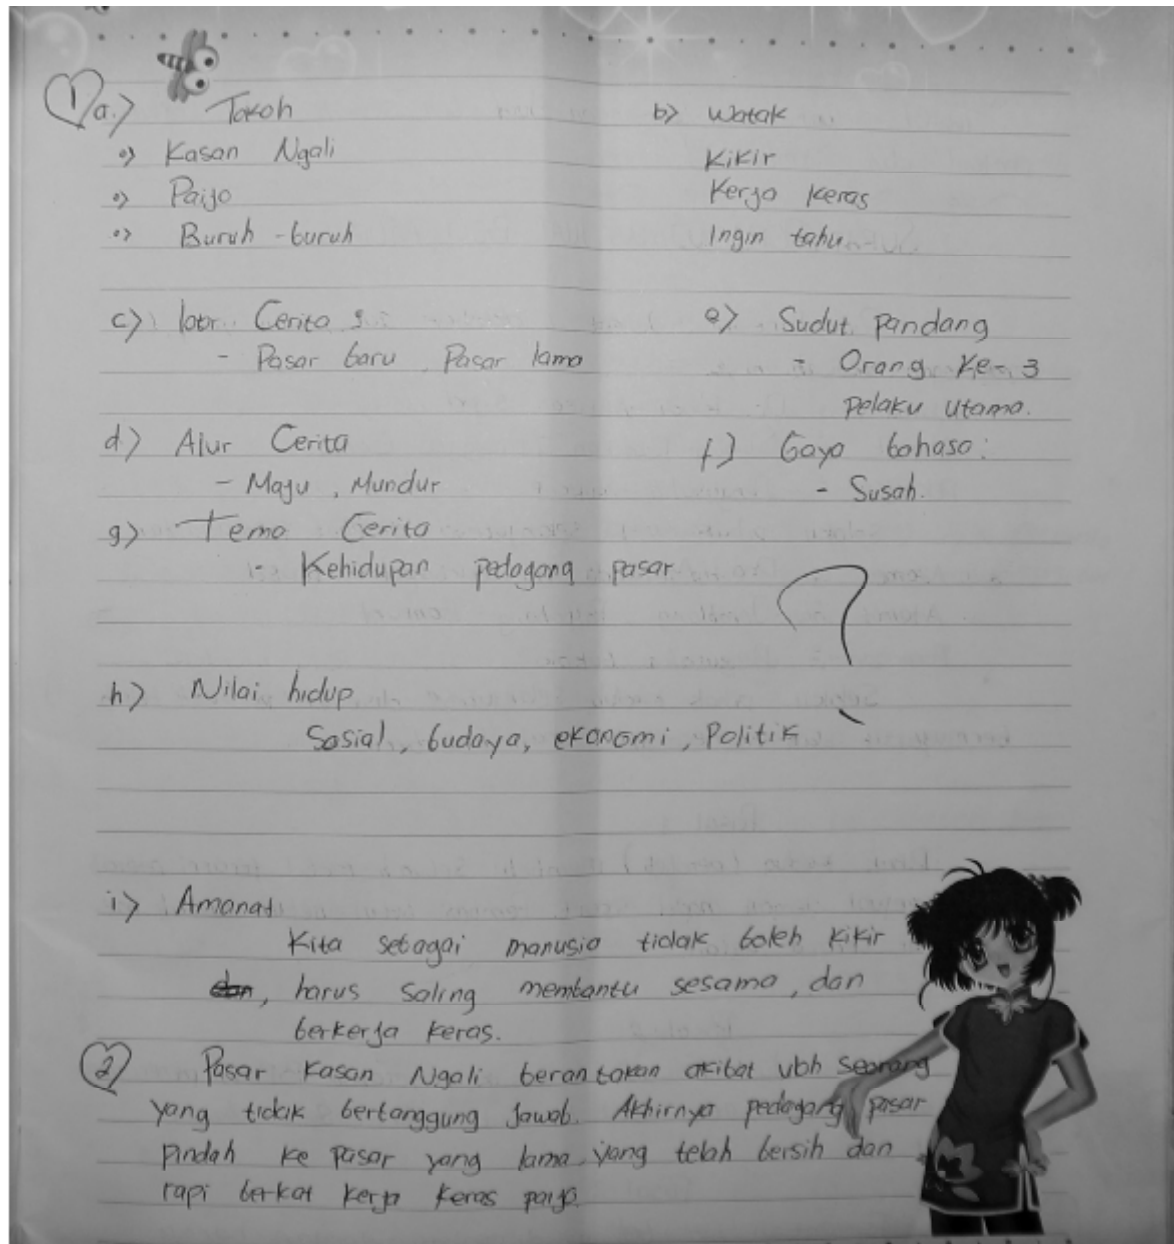 1 a.) Tokoh
b) Watak
•) Kasan Ngali
Kikir
•) Paijo
Kerja keras
•) Buruh-buruh
Ingin tahu
c) latar Cerita :
- Pasar baru, Pasar lama
e) Sudut pandang
- Orang Ke-3
pelaku utama.
d) Alur Cerita
- Maju, Mundur
f) Gaya bahasa:
- Susah.
g) Tema Cerita
- Kehidupan pedagang pasar
?
h) Nilai hidup
Sosial, budaya, ekonomi, Politik
i) Amanat
Kita sebagai manusia tidak boleh kikir
, harus saling membantu sesama, dan
berkerja keras.
2 Pasar Kasan Ngali berantakan akibat seorang
yang tidak bertanggung Jawab. Akhirnya pedagang pasar
pindah ke pasar yang lama yang telah bersih dan
rapi berkat kerja keras paijo.